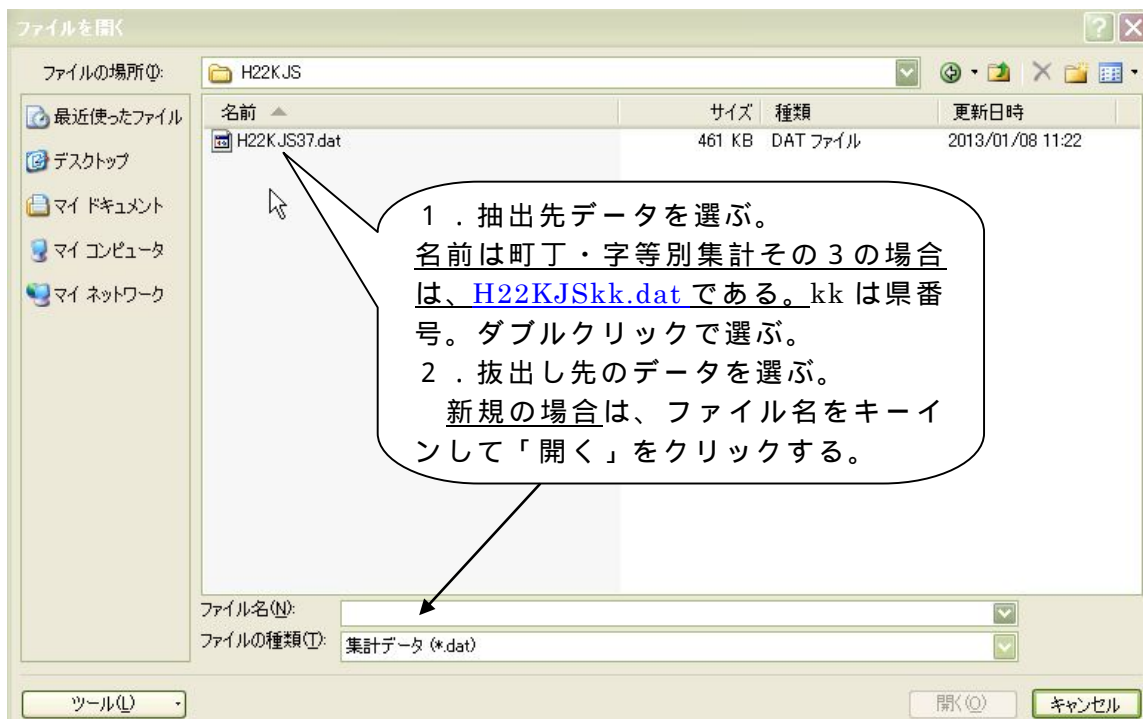 ファイルを開く
ファイルの場所(I):
H22KJS
最近使ったファイル
デスクトップ
マイ ドキュメント
マイ コンピュータ
マイ ネットワーク
名前 サイズ 種類 更新日時
H22KJS37.dat 461 KB DAT ファイル 2013/01/08 11:22
１．抽出先データを選ぶ。
名前は町丁・字等別集計その３の場合
は、H22KJSkk.dat である。kk は県番
号。ダブルクリックで選ぶ。
２．抜出し先のデータを選ぶ。
新規の場合は、ファイル名をキーイ
ンして「開く」をクリックする。
ファイル名(N):
ファイルの種類(T): 集計データ (*.dat)
ツール(L) 開く(O) キャンセル